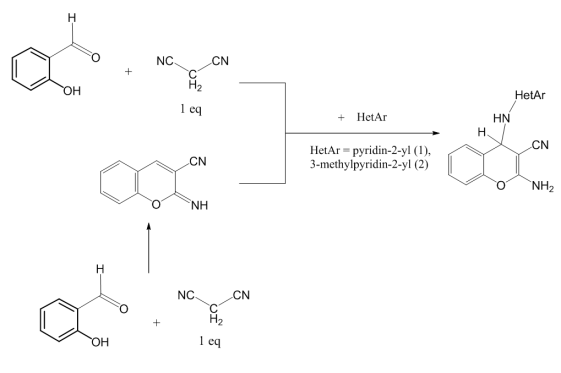 H
O
OH
+
NC
CN
C
H2
1 eq
+ HetAr
HetAr = pyridin-2-yl (1),
3-methylpyridin-2-yl (2)
HetAr
HN
H
CN
O
NH2
CN
O
NH
H
O
OH
+
NC
CN
C
H2
1 eq